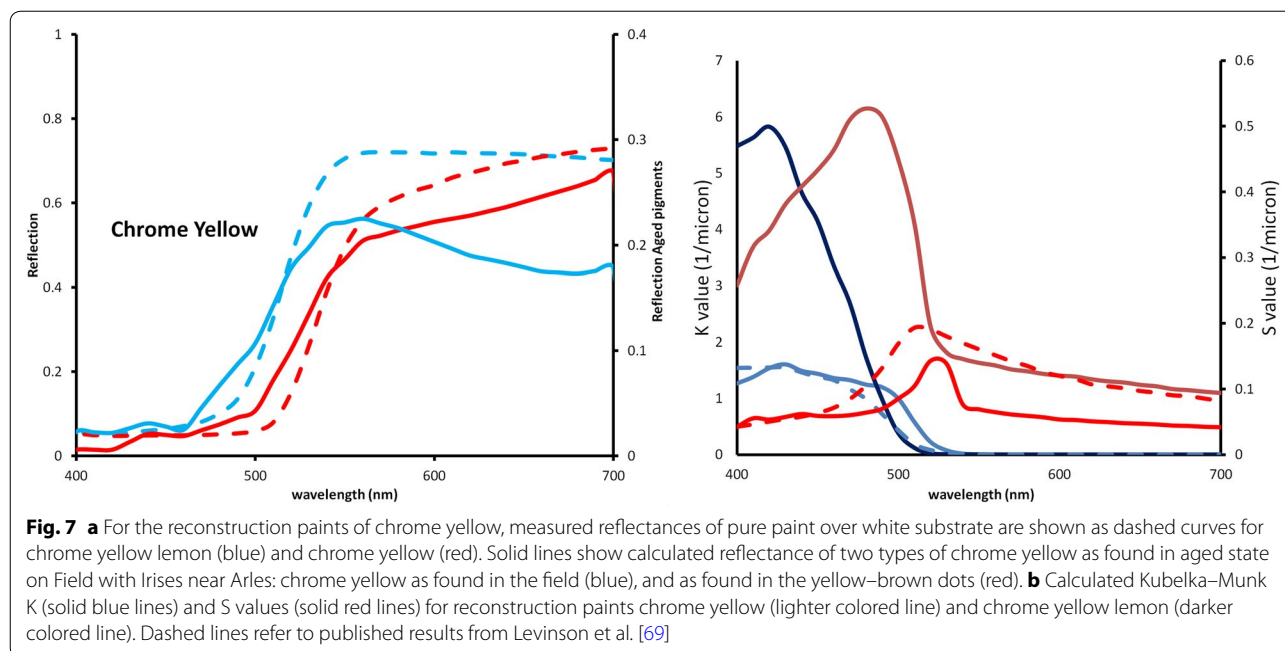 1
0.8
0.6
0.4
0.2
0
Reflection
Chrome Yellow
400
500
600
700
wavelength (nm)
0.4
0.3
0.2
0.1
0
Reflection Aged pigments
7
6
5
4
3
2
1
0
K value (1/micron)
400
500
600
700
wavelength (nm)
0.6
0.5
0.4
0.3
0.2
0.1
0
S value (1/micron)
Fig. 7 a For the reconstruction paints of chrome yellow, measured reflectances of pure paint over white substrate are shown as dashed curves for
chrome yellow lemon (blue) and chrome yellow (red). Solid lines show calculated reflectance of two types of chrome yellow as found in aged state
on Field with Irises near Arles: chrome yellow as found in the field (blue), and as found in the yellow–brown dots (red). b Calculated Kubelka–Munk
K (solid blue lines) and S values (solid red lines) for reconstruction paints chrome yellow (lighter colored line) and chrome yellow lemon (darker
colored line). Dashed lines refer to published results from Levinson et al. [69]